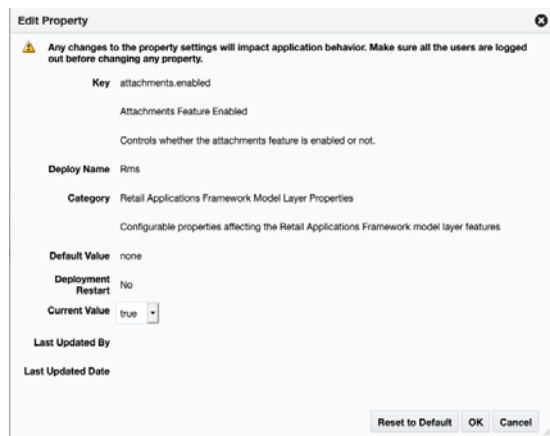 Edit Property
Any changes to the property settings will impact application behavior. Make sure all the users are logged
out before changing any property.
Key attachments.enabled
Attachments Feature Enabled
Controls whether the attachments feature is enabled or not.
Deploy Name Rms
Category Retail Applications Framework Model Layer Properties
Configurable properties affecting the Retail Applications Framework model layer features
Default Value none
Deployment
Restart No
Current Value true
Last Updated By
Last Updated Date
Reset to Default OK Cancel